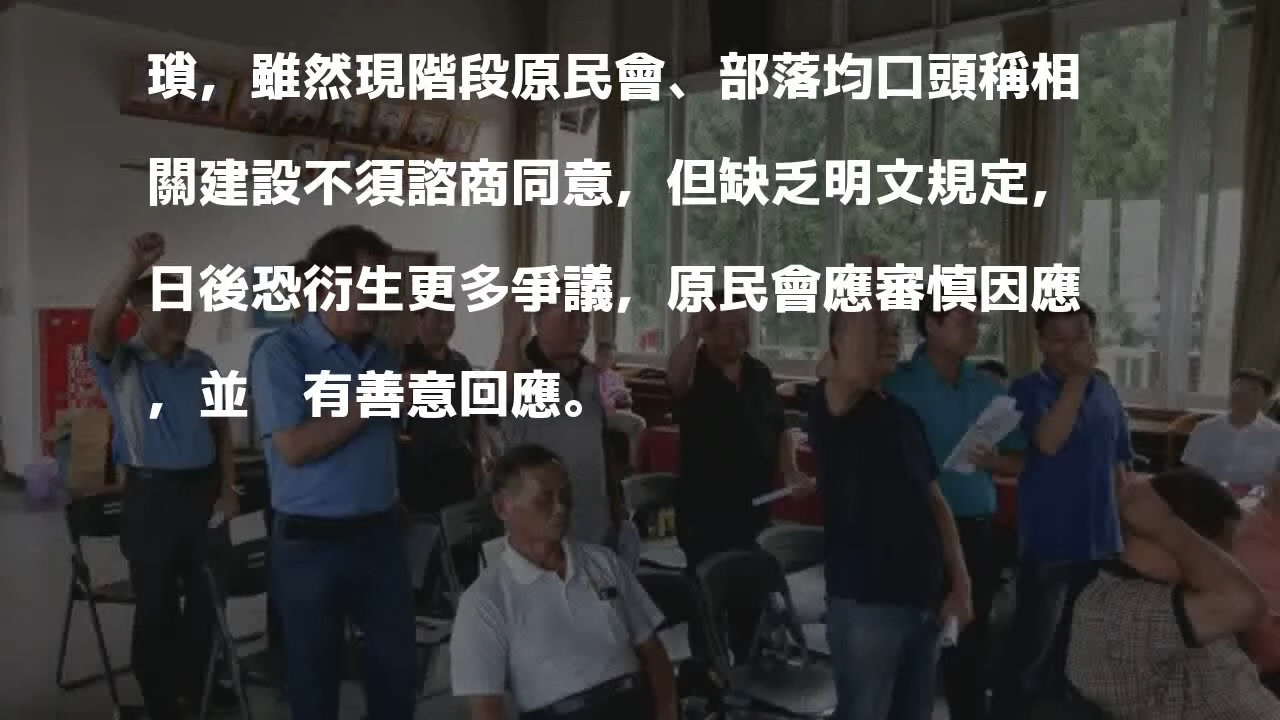 瑣，雖然現階段原民會、部落均口頭稱相
關建設不須諮商同意，但缺乏明文規定，
日後恐衍生更多爭議，原民會應審慎因應
，並　有善意回應。